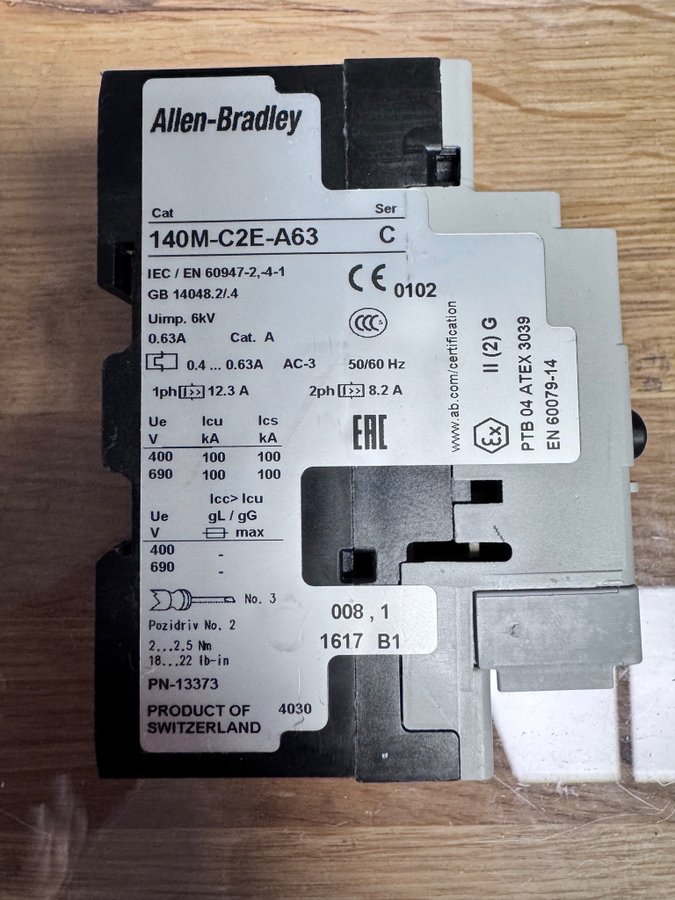 Allen-Bradley
Cat Ser
140M-C2E-A63 C
IEC / EN 60947-2,-4-1
GB 14048.2/.4
CE 0102
Uimp. 6kV
0.63A Cat. A
CCC S
0.4 ... 0.63A AC-3 50/60 Hz
1ph 12.3 A 2ph 8.2 A
Ue Icu Ics
V kA kA
400 100 100
690 100 100
EAC
Icc> Icu
Ue gL / gG
V max
400 -
690 -
No. 3
Pozidriv No. 2
2...2.5 Nm
18...22 lb-in
PN-13373
PRODUCT OF 4030
SWITZERLAND
008 , 1
1617 B1
www.ab.com/certification
Ex II (2) G
PTB 04 ATEX 3039
EN 60079-14